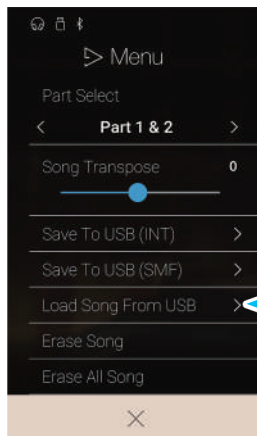 Menu
Part Select
< Part 1 & 2 >
Song Transpose 0
Save To USB (INT) >
Save To USB (SMF) >
Load Song From USB >
Erase Song
Erase All Song